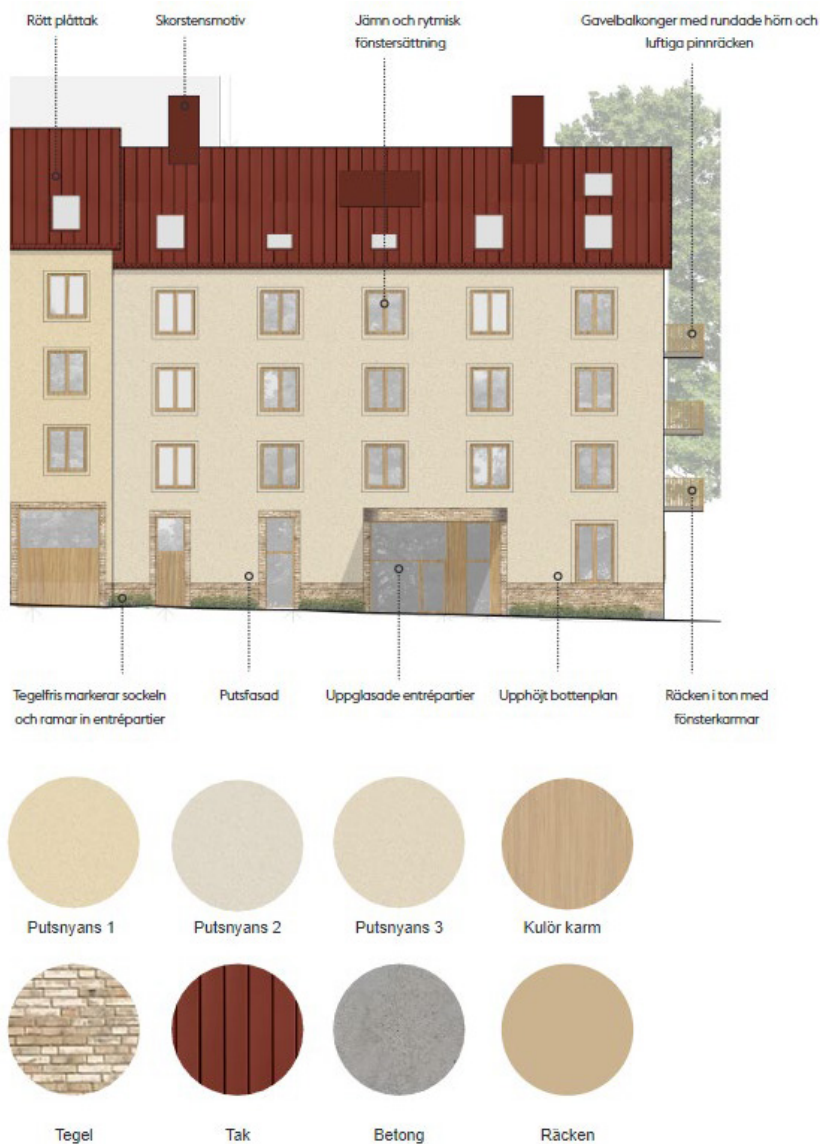 Rött plåttak
Skorstensmotiv
Jämn och rytmisk
fönstersättning
Gavelbalkonger med rundade hörn och
luftiga pinnräcken
Tegelfris markerar sockeln
och ramar in entrépartier
Putsfasad
Uppglasade entrépartier
Upphöjt bottenplan
Räcken i ton med
fönsterkarmar
Putsnyans 1
Putsnyans 2
Putsnyans 3
Kulör karm
Tegel
Tak
Betong
Räcken